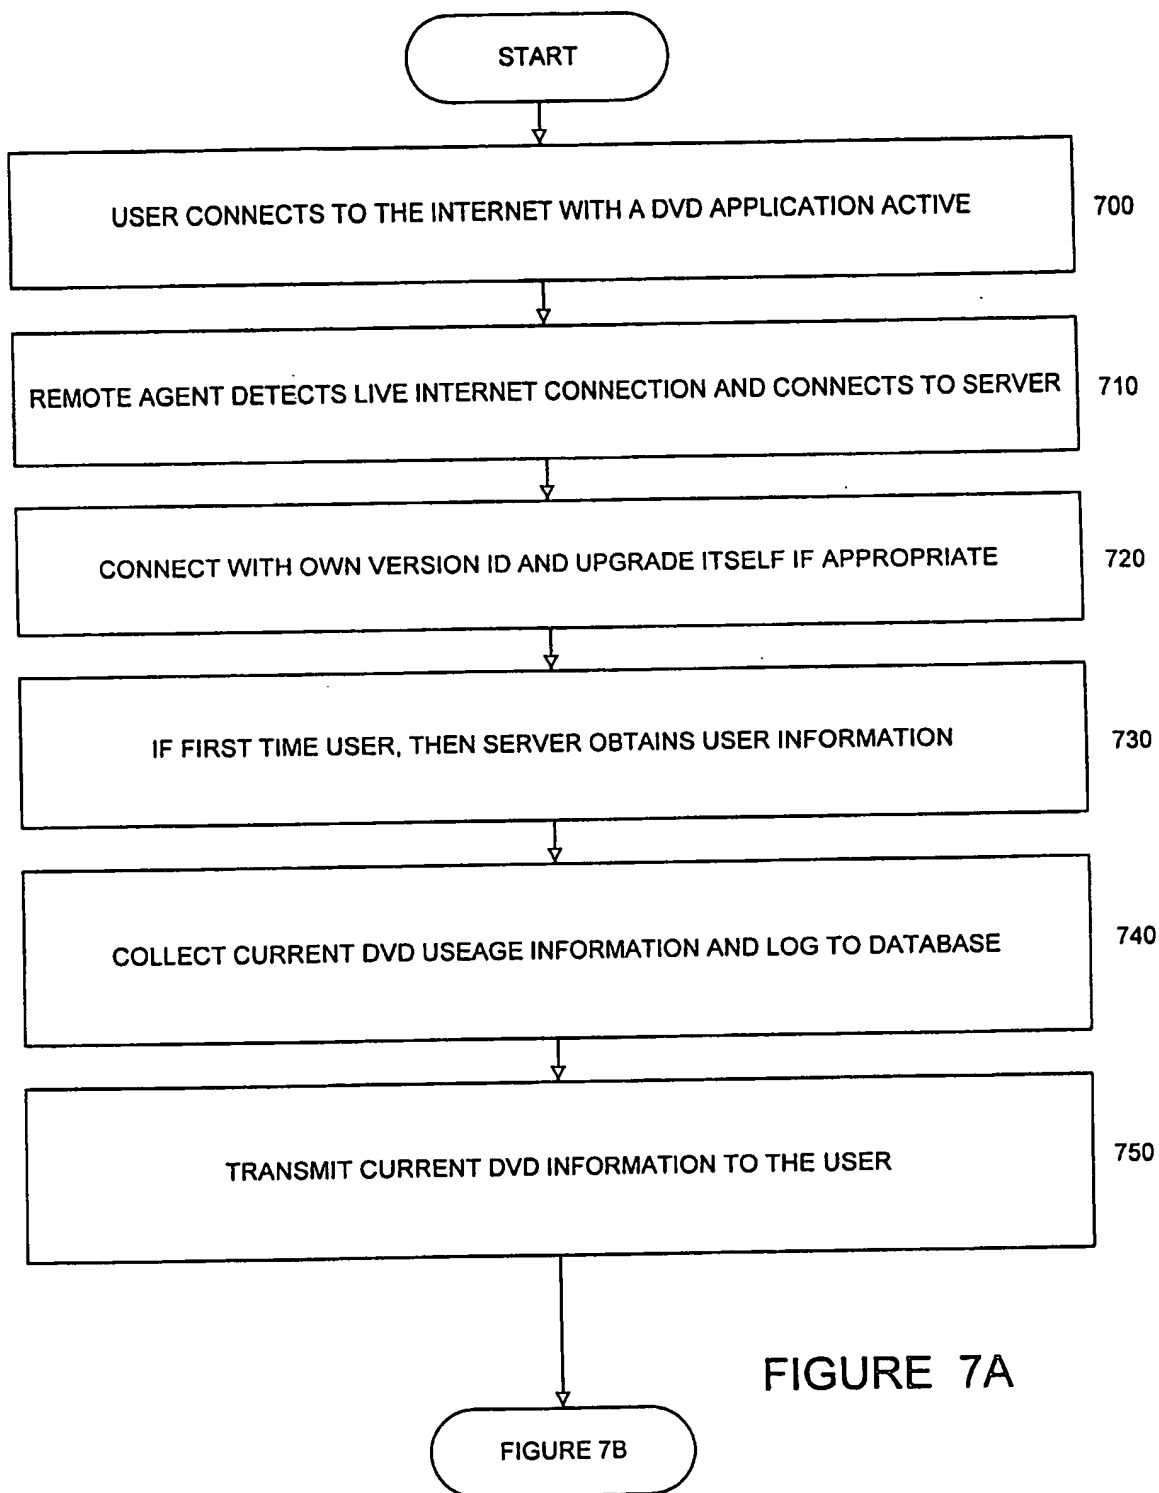 START
USER CONNECTS TO THE INTERNET WITH A DVD APPLICATION ACTIVE
700
REMOTE AGENT DETECTS LIVE INTERNET CONNECTION AND CONNECTS TO SERVER
710
CONNECT WITH OWN VERSION ID AND UPGRADE ITSELF IF APPROPRIATE
720
IF FIRST TIME USER, THEN SERVER OBTAINS USER INFORMATION
730
COLLECT CURRENT DVD USEAGE INFORMATION AND LOG TO DATABASE
740
TRANSMIT CURRENT DVD INFORMATION TO THE USER
750
FIGURE 7A
FIGURE 7B